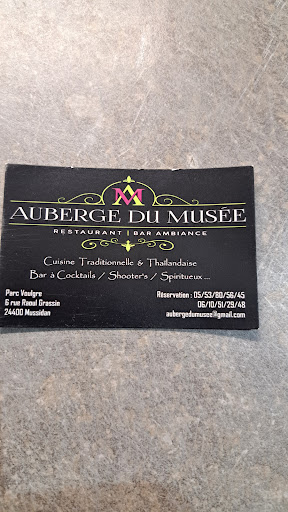 AM
AUBERGE DU MUSÉE
RESTAURANT | BAR AMBIANCE
Cuisine Traditionnelle & Thaïlandaise
Bar à Cocktails / Shooter's / Spiritueux ...
Parc Voulgre
6 rue Raoul Grassin
24400 Mussidan
Réservation : 05/53/80/56/45
06/10/51/29/48
aubergedumusee@gmail.com